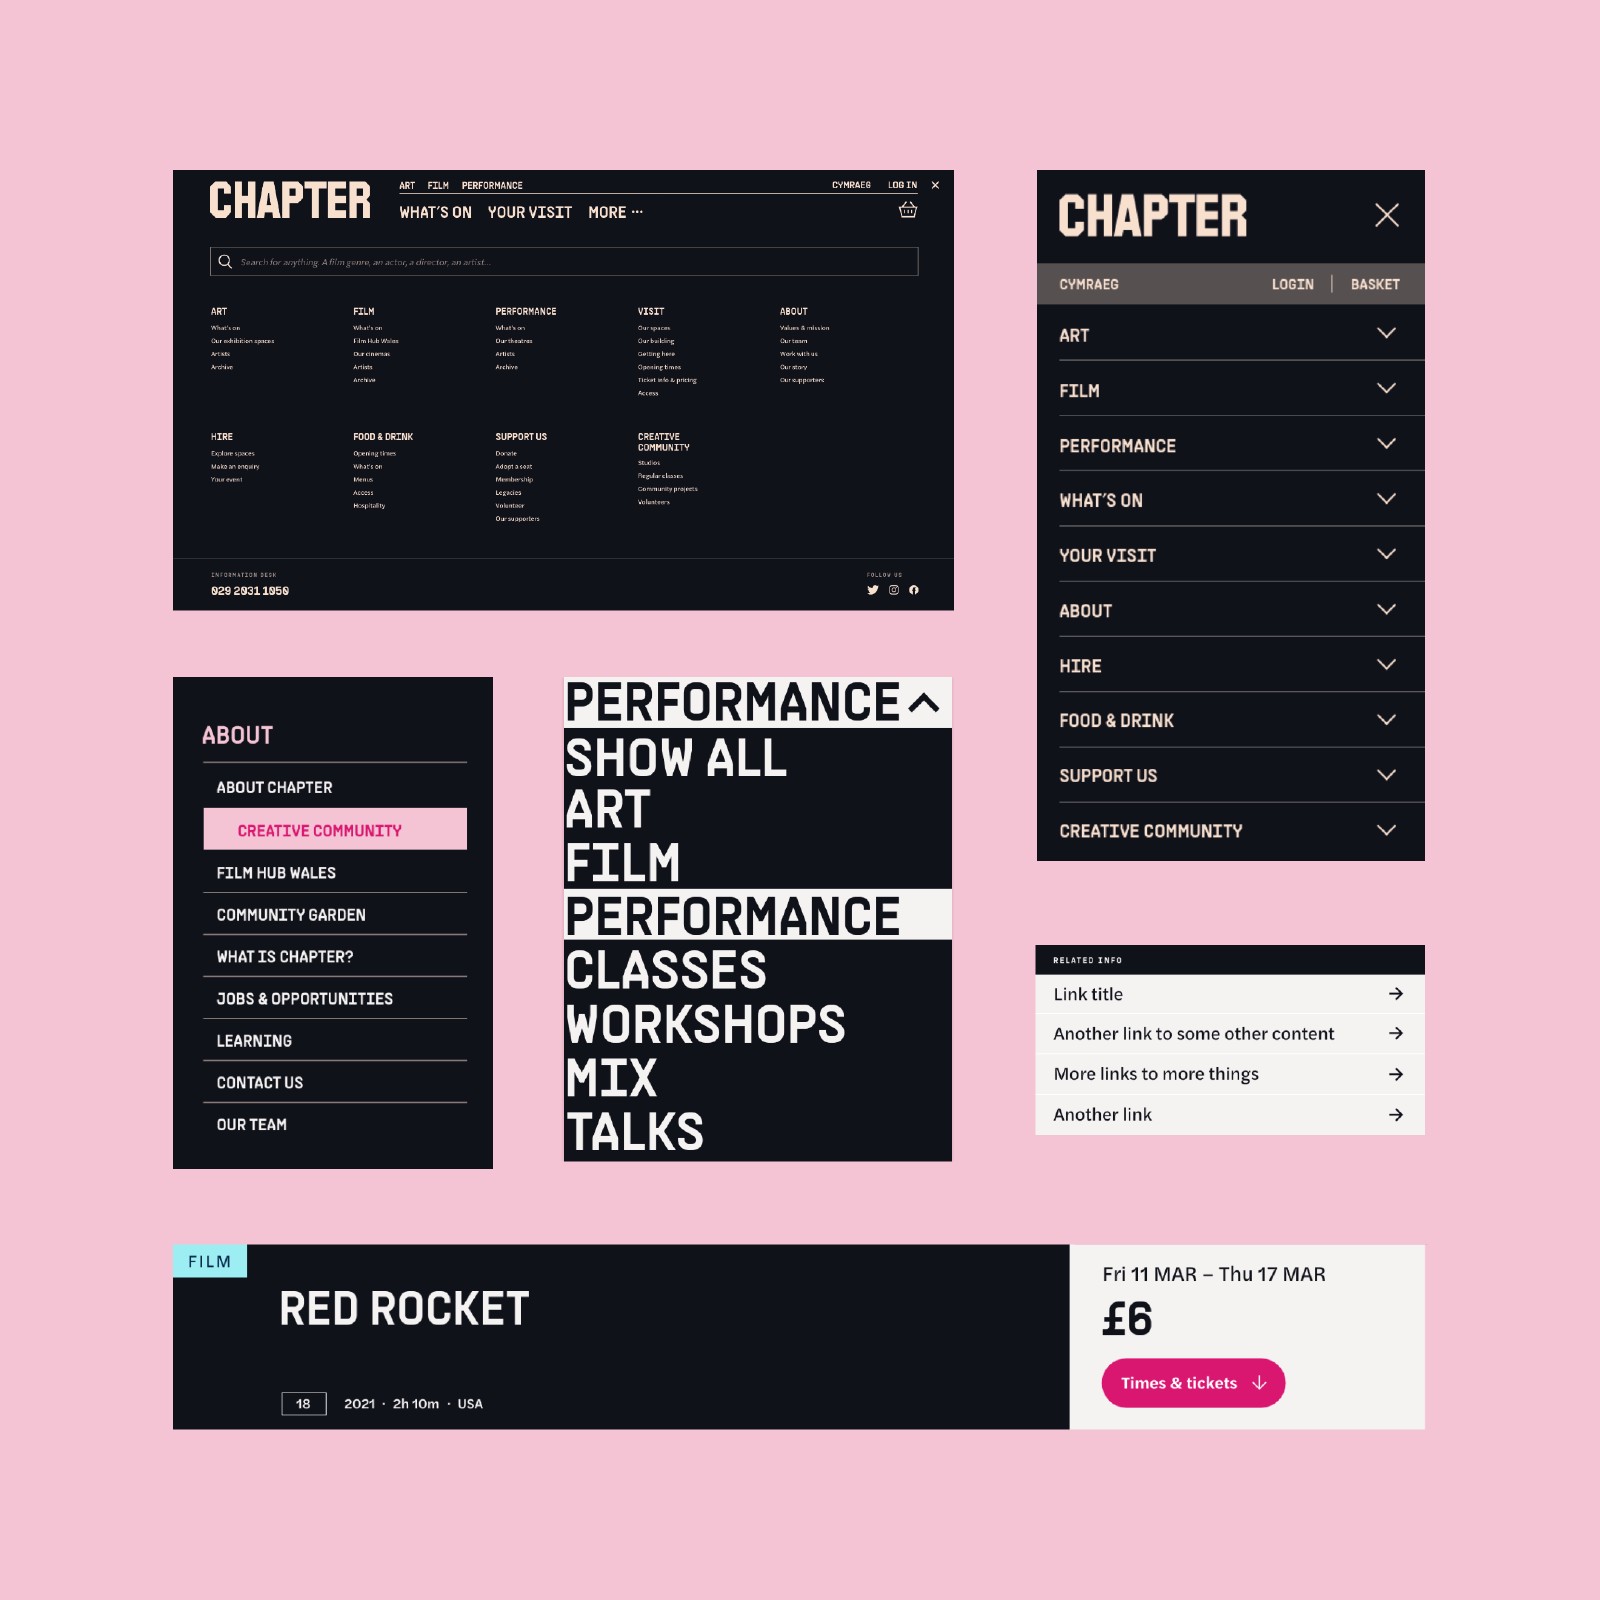 CHAPTER
ART FILM PERFORMANCE
CYMRAEG LOG IN
WHAT'S ON YOUR VISIT MORE ···
Search for anything. A film genre, an actor, a director, an artist...
ART
What's on
Our exhibition spaces
Artists
Archive
FILM
What's on
Film Hub Wales
Our cinemas
Artists
Archive
PERFORMANCE
What's on
Our theatres
Artists
Archive
VISIT
Our spaces
Our building
Getting here
Opening times
Ticket info & pricing
Access
ABOUT
Values & mission
Our team
Work with us
Our story
Our supporters
HIRE
Explore spaces
Make an enquiry
Your event
FOOD & DRINK
Opening times
What's on
Menus
Access
Hospitality
SUPPORT US
Donate
Adopt a seat
Membership
Legacies
Volunteer
Our supporters
CREATIVE
COMMUNITY
Studios
Regular classes
Community projects
Volunteers
INFORMATION DESK
029 2031 1050
FOLLOW US
CHAPTER
CYMRAEG LOGIN BASKET
ART
FILM
PERFORMANCE
WHAT'S ON
YOUR VISIT
ABOUT
HIRE
FOOD & DRINK
SUPPORT US
CREATIVE COMMUNITY
ABOUT
ABOUT CHAPTER
CREATIVE COMMUNITY
FILM HUB WALES
COMMUNITY GARDEN
WHAT IS CHAPTER?
JOBS & OPPORTUNITIES
LEARNING
CONTACT US
OUR TEAM
PERFORMANCE
SHOW ALL
ART
FILM
PERFORMANCE
CLASSES
WORKSHOPS
MIX
TALKS
RELATED INFO
Link title
Another link to some other content
More links to more things
Another link
FILM
RED ROCKET
18 2021 · 2h 10m · USA
Fri 11 MAR – Thu 17 MAR
£6
Times & tickets